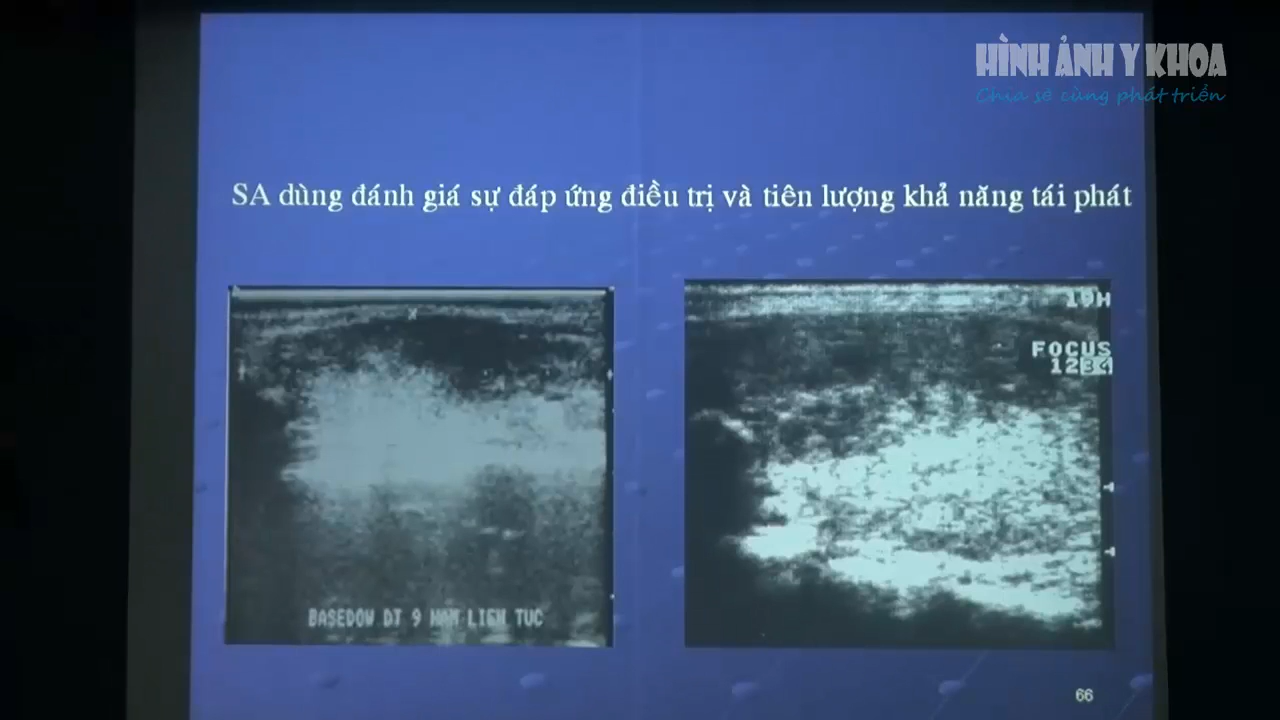 HÌNH ẢNH Y KHOA
Chia sẻ cùng phát triển
SA dùng đánh giá sự đáp ứng điều trị và tiên lượng khả năng tái phát
10H
FOCUS
1234
BASEDOW DT 9 NAM LIEN TUC
66